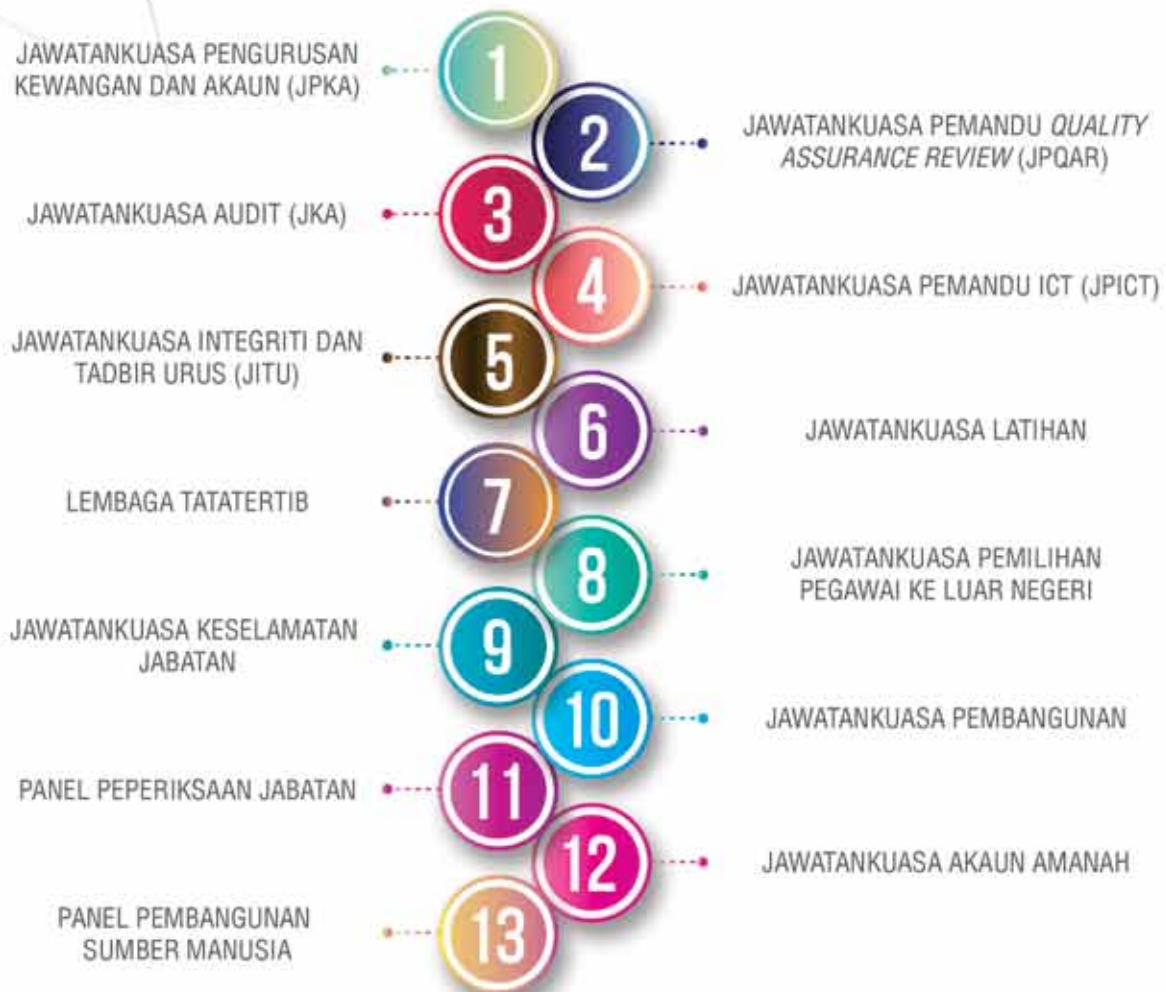 1
JAWATANKUASA PENGURUSAN
KEWANGAN DAN AKAUN (JPKA)
2
JAWATANKUASA PEMANDU QUALITY
ASSURANCE REVIEW (JPQAR)
3
JAWATANKUASA AUDIT (JKA)
4
JAWATANKUASA PEMANDU ICT (JPICT)
5
JAWATANKUASA INTEGRITI DAN
TADBIR URUS (JITU)
6
JAWATANKUASA LATIHAN
7
LEMBAGA TATATERTIB
8
JAWATANKUASA PEMILIHAN
PEGAWAI KE LUAR NEGERI
9
JAWATANKUASA KESELAMATAN
JABATAN
10
JAWATANKUASA PEMBANGUNAN
11
PANEL PEPERIKSAAN JABATAN
12
JAWATANKUASA AKAUN AMANAH
13
PANEL PEMBANGUNAN
SUMBER MANUSIA